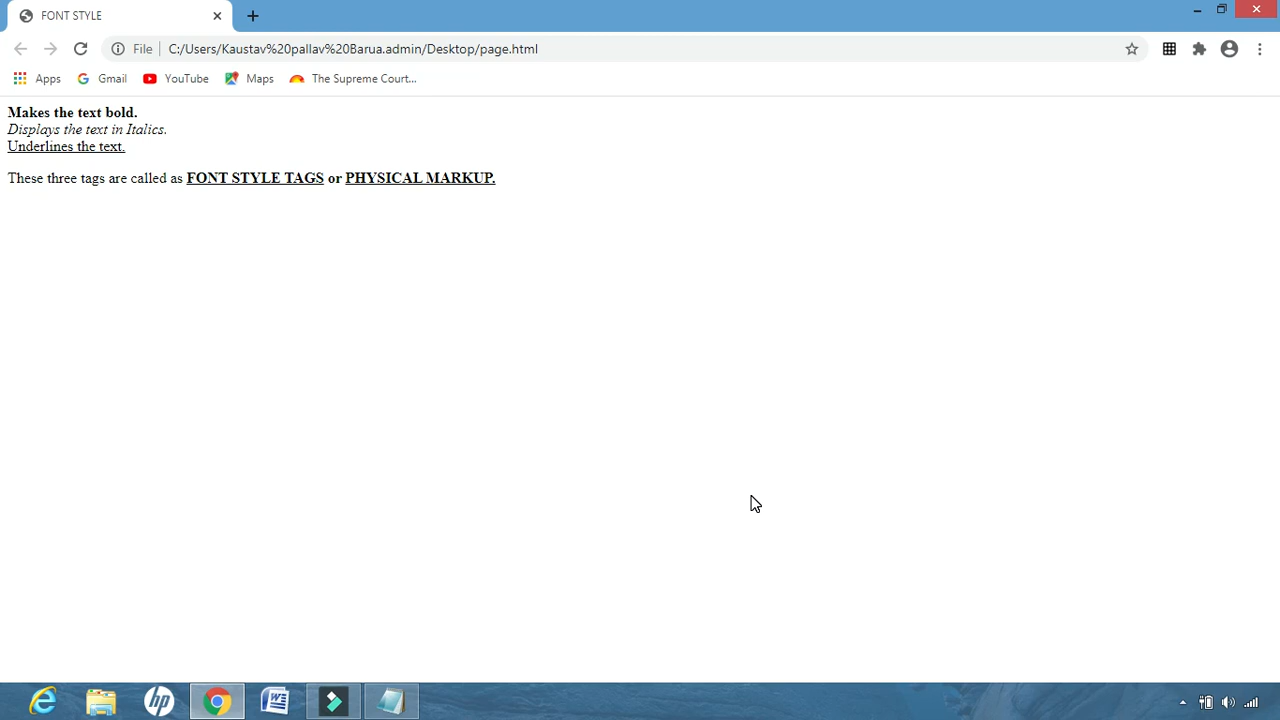 FONT STYLE
File C:/Users/Kaustav%20pallav%20Barua.admin/Desktop/page.html
Apps Gmail YouTube Maps The Supreme Court...
Makes the text bold.
Displays the text in Italics.
Underlines the text.
These three tags are called as FONT STYLE TAGS or PHYSICAL MARKUP.
hp
W